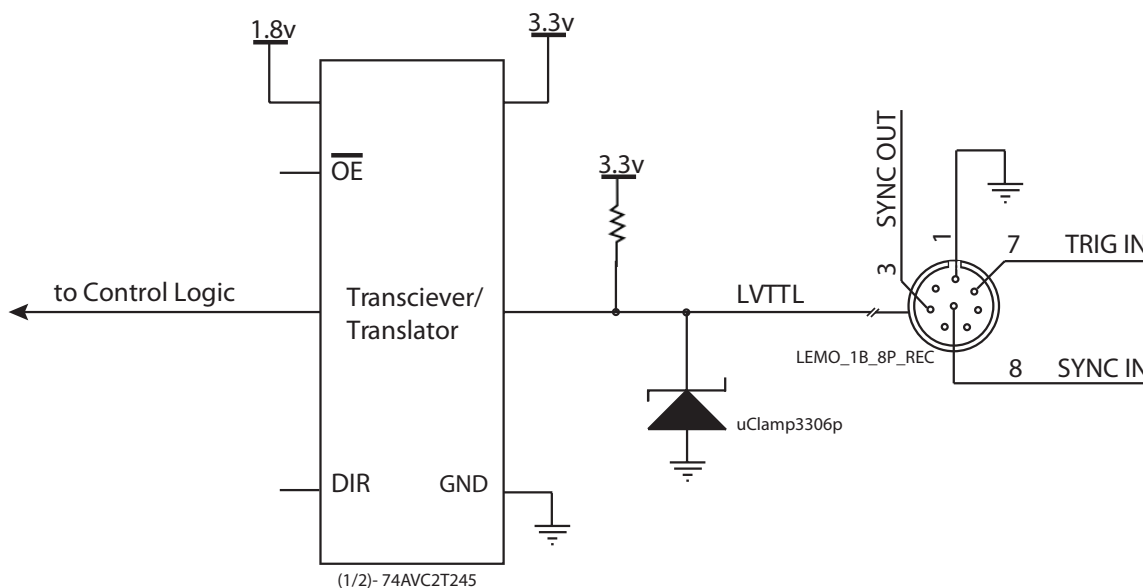 1.8v
3.3v
OE
3.3v
SYNC OUT
1
3
7
TRIG IN
to Control Logic
Transciever/
Translator
LVTTL
LEMO_1B_8P_REC
8
SYNC IN
uClamp3306p
DIR
GND
(1/2)- 74AVC2T245